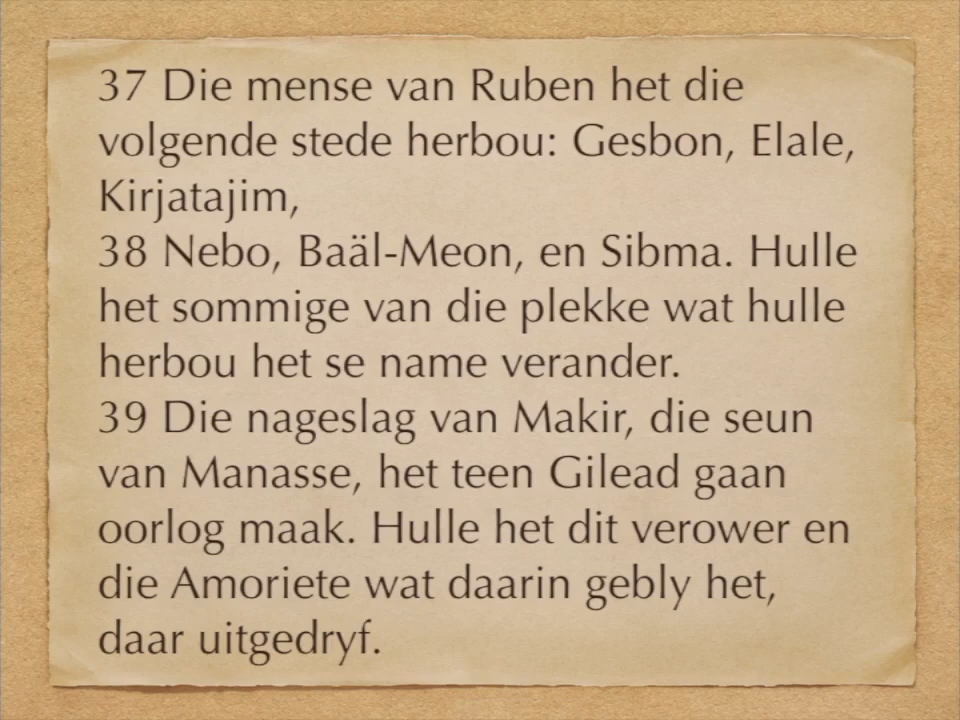 37 Die mense van Ruben het die
volgende stede herbou: Gesbon, Elale,
Kirjatajim,
38 Nebo, Baäl-Meon, en Sibma. Hulle
het sommige van die plekke wat hulle
herbou het se name verander.
39 Die nageslag van Makir, die seun
van Manasse, het teen Gilead gaan
oorlog maak. Hulle het dit verower en
die Amoriete wat daarin gebly het,
daar uitgedryf.